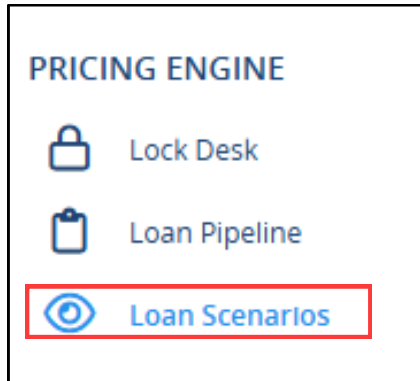 PRICING ENGINE
Lock Desk
Loan Pipeline
Loan Scenarios